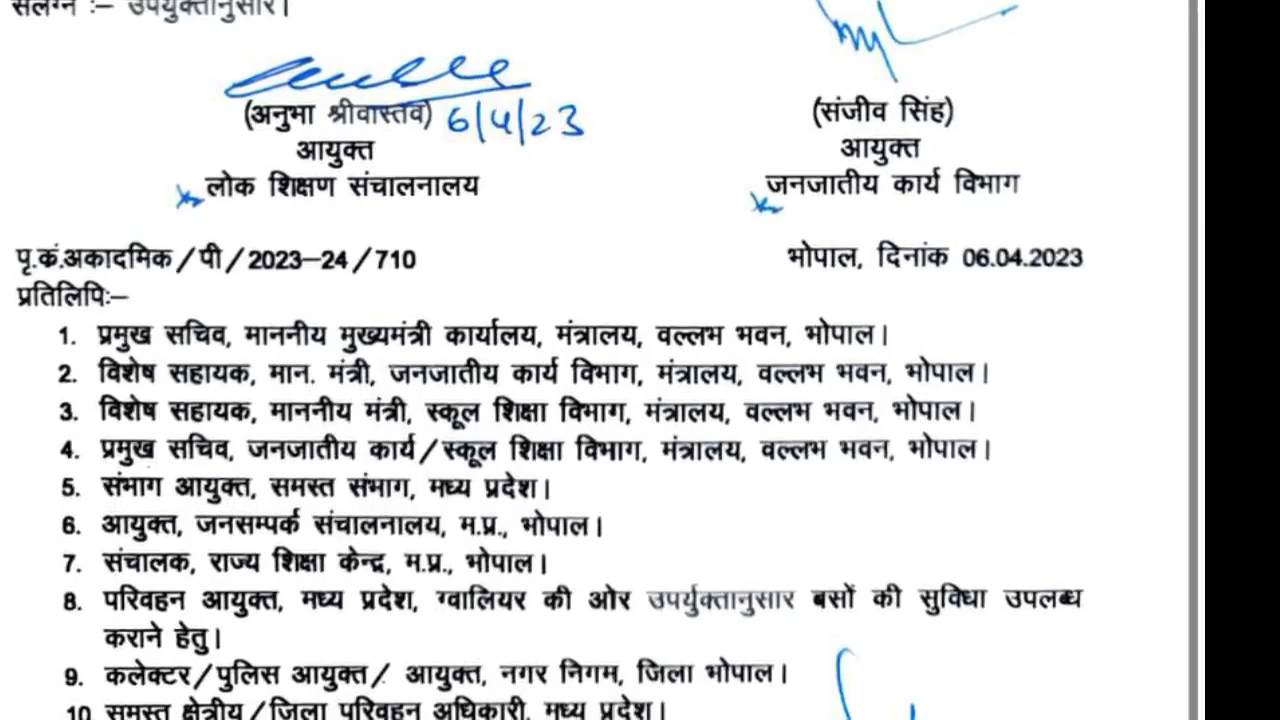 संलग्न :– उपर्युक्तानुसार।
(अनुभा श्रीवास्तव) 6/4/23
(संजीव सिंह)
आयुक्त
आयुक्त
लोक शिक्षण संचालनालय
जनजातीय कार्य विभाग
पृ.कं.अकादमिक/पी/2023–24/710
भोपाल, दिनांक 06.04.2023
प्रतिलिपिः–
1. प्रमुख सचिव, माननीय मुख्यमंत्री कार्यालय, मंत्रालय, वल्लभ भवन, भोपाल।
2. विशेष सहायक, मान. मंत्री, जनजातीय कार्य विभाग, मंत्रालय, वल्लभ भवन, भोपाल।
3. विशेष सहायक, माननीय मंत्री, स्कूल शिक्षा विभाग, मंत्रालय, वल्लभ भवन, भोपाल।
4. प्रमुख सचिव, जनजातीय कार्य/स्कूल शिक्षा विभाग, मंत्रालय, वल्लभ भवन, भोपाल।
5. संभाग आयुक्त, समस्त संभाग, मध्य प्रदेश।
6. आयुक्त, जनसम्पर्क संचालनालय, म.प्र., भोपाल।
7. संचालक, राज्य शिक्षा केन्द्र, म.प्र., भोपाल।
8. परिवहन आयुक्त, मध्य प्रदेश, ग्वालियर की ओर उपर्युक्तानुसार बसों की सुविधा उपलब्ध
कराने हेतु।
9. कलेक्टर/पुलिस आयुक्त/ आयुक्त, नगर निगम, जिला भोपाल।
10 समस्त क्षेत्रीय/जिला परिवहन अधिकारी, मध्य प्रदेश।